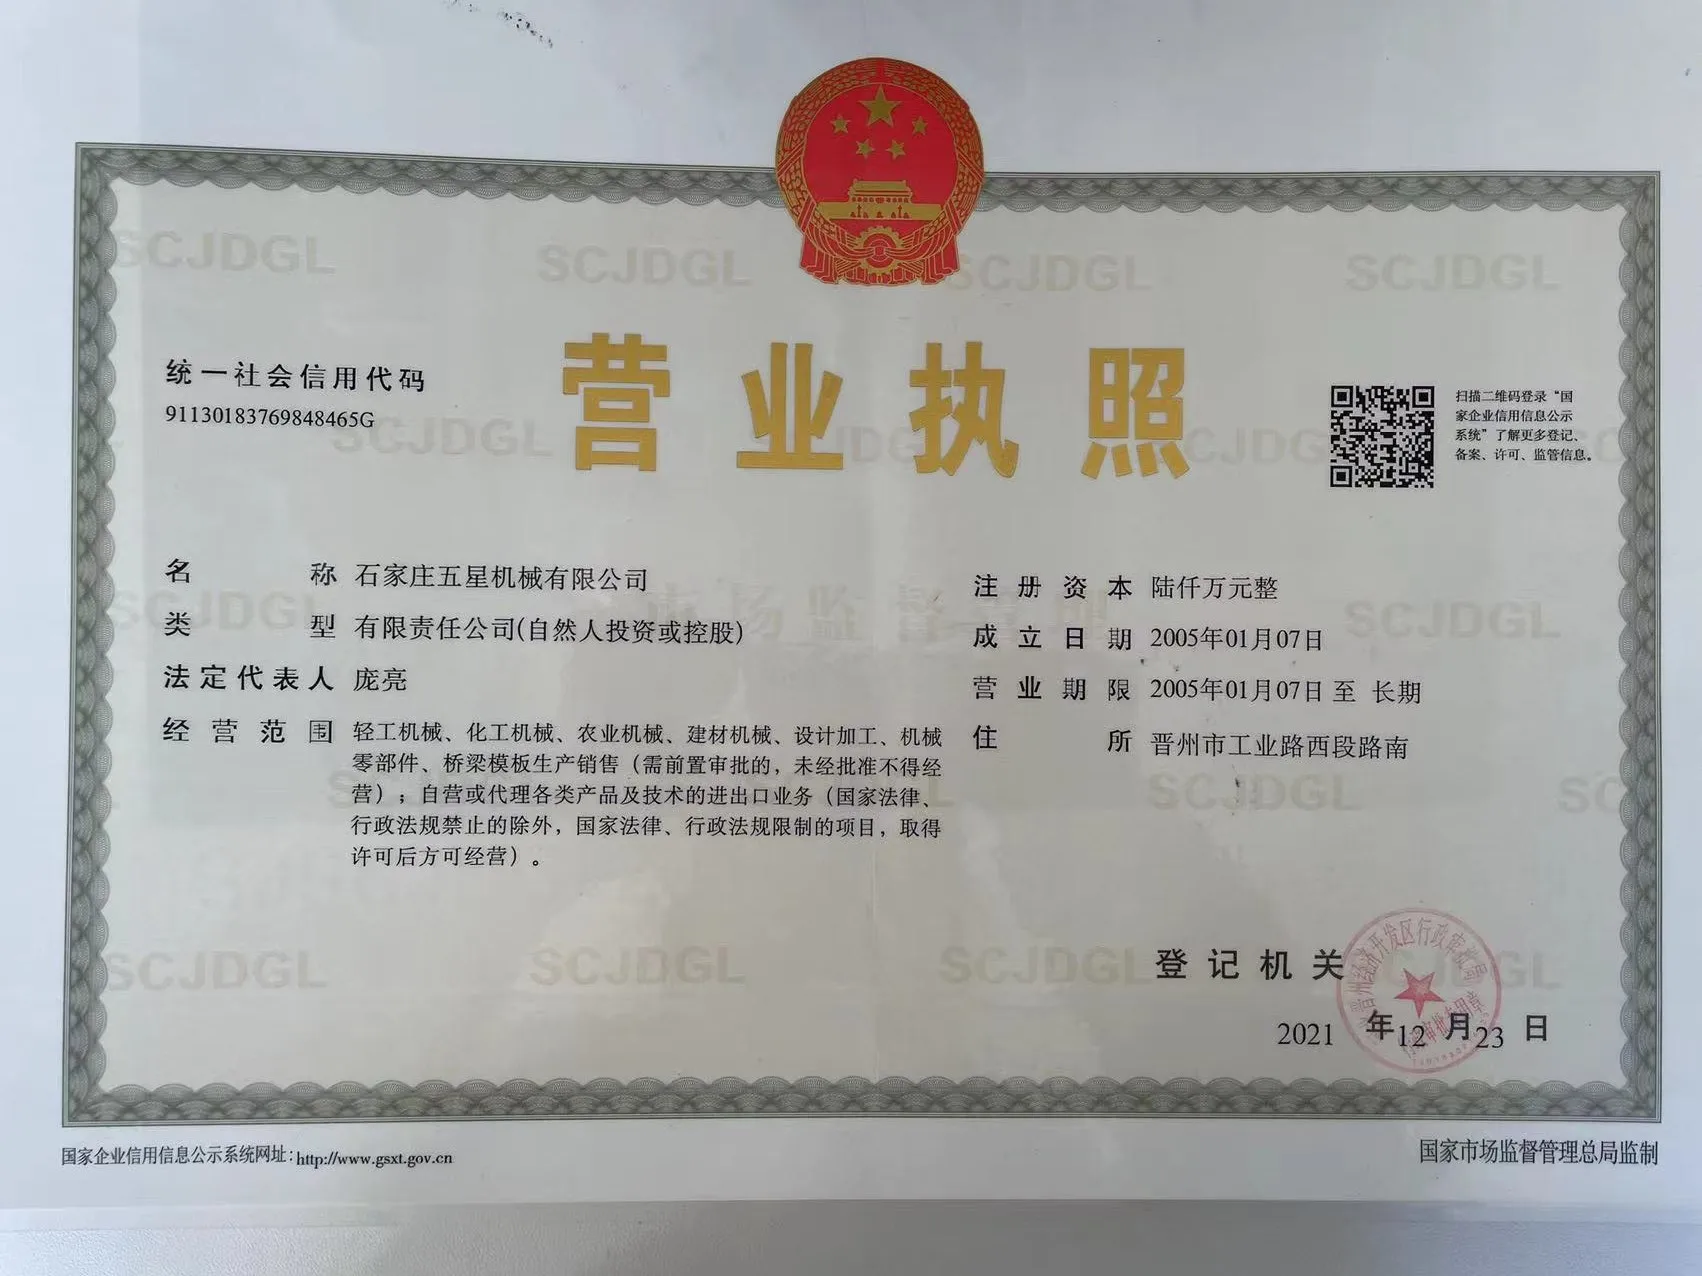 统一社会信用代码
91130183769848465G
营业执照
扫描二维码登录“国
家企业信用信息公示
系统”了解更多登记、
备案、许可、监管信息。
名称 石家庄五星机械有限公司
类型 有限责任公司(自然人投资或控股)
法定代表人 庞亮
经营范围 轻工机械、化工机械、农业机械、建材机械、设计加工、机械
零部件、桥梁模板生产销售（需前置审批的，未经批准不得经
营）；自营或代理各类产品及技术的进出口业务（国家法律、
行政法规禁止的除外，国家法律、行政法规限制的项目，取得
许可后方可经营）。
注册资本 陆仟万元整
成立日期 2005年01月07日
营业期限 2005年01月07日 至 长期
住所 晋州市工业路西段路南
登记机关
2021 年12 月23 日
国家企业信用信息公示系统网址：http://www.gsxt.gov.cn
国家市场监督管理总局监制
SCJDGL
市场监督管理